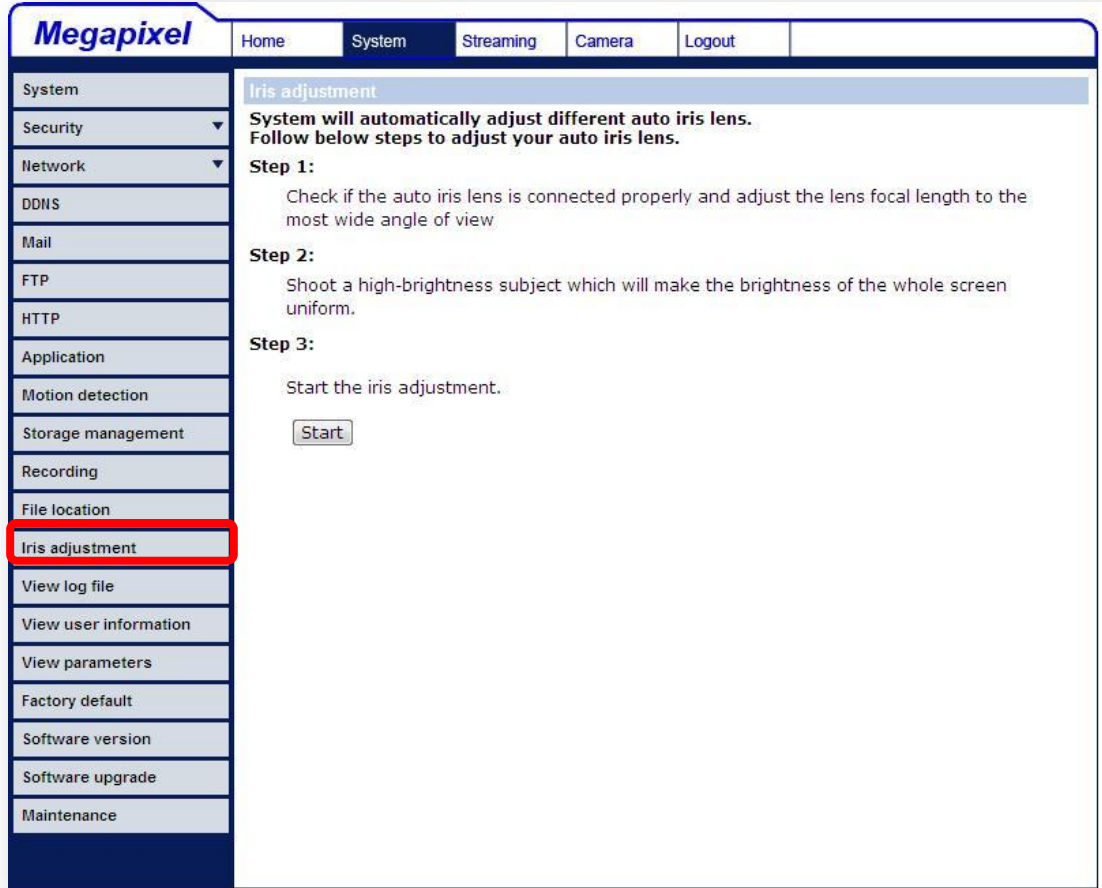 Megapixel
Home
System
Streaming
Camera
Logout
System
Security
Network
DDNS
Mail
FTP
HTTP
Application
Motion detection
Storage management
Recording
File location
Iris adjustment
View log file
View user information
View parameters
Factory default
Software version
Software upgrade
Maintenance
Iris adjustment
System will automatically adjust different auto iris lens.
Follow below steps to adjust your auto iris lens.
Step 1:
Check if the auto iris lens is connected properly and adjust the lens focal length to the
most wide angle of view
Step 2:
Shoot a high-brightness subject which will make the brightness of the whole screen
uniform.
Step 3:
Start the iris adjustment.
Start